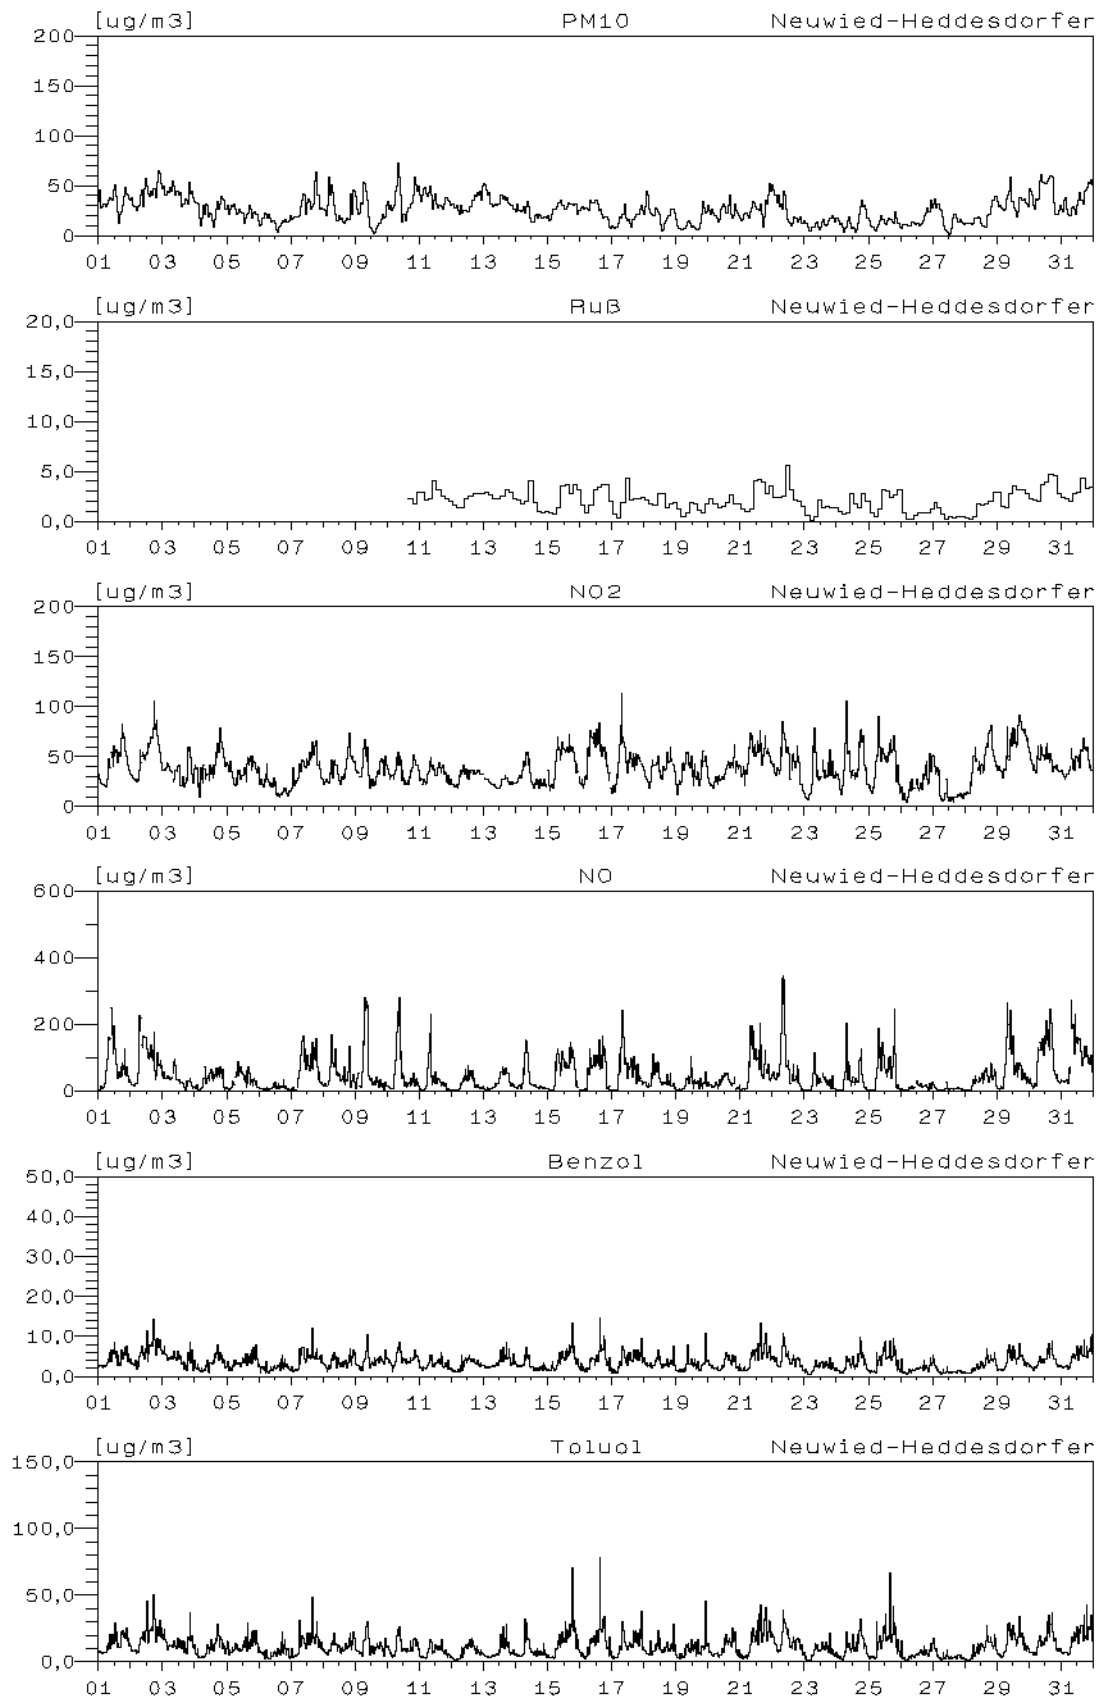 [ug/m3] PM10 Neuwied-Heddesdorfer
200
150
100
50
0
01 03 05 07 09 11 13 15 17 19 21 23 25 27 29 31
[ug/m3] Ruß Neuwied-Heddesdorfer
20,0
15,0
10,0
5,0
0,0
01 03 05 07 09 11 13 15 17 19 21 23 25 27 29 31
[ug/m3] NO2 Neuwied-Heddesdorfer
200
150
100
50
0
01 03 05 07 09 11 13 15 17 19 21 23 25 27 29 31
[ug/m3] NO Neuwied-Heddesdorfer
600
400
200
0
01 03 05 07 09 11 13 15 17 19 21 23 25 27 29 31
[ug/m3] Benzol Neuwied-Heddesdorfer
50,0
40,0
30,0
20,0
10,0
0,0
01 03 05 07 09 11 13 15 17 19 21 23 25 27 29 31
[ug/m3] Toluol Neuwied-Heddesdorfer
150,0
100,0
50,0
0,0
01 03 05 07 09 11 13 15 17 19 21 23 25 27 29 31